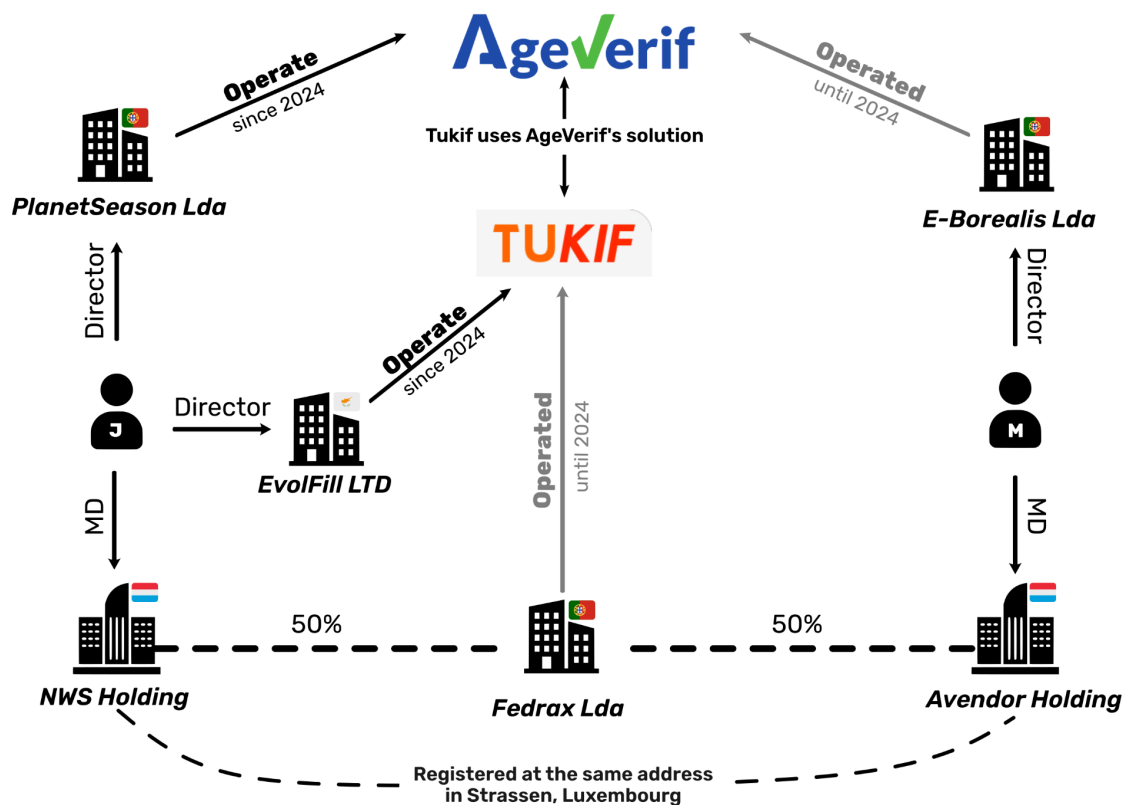 AgeVerif
Operate
since 2024
Operated
until 2024
Tukif uses AgeVerif's solution
PlanetSeason Lda
E-Borealis Lda
TUKIF
Director
Director
Operate
since 2024
J
Director
M
EvolFill LTD
Operated
until 2024
MD
MD
50%
50%
NWS Holding
Fedrax Lda
Avendor Holding
Registered at the same address
in Strassen, Luxembourg